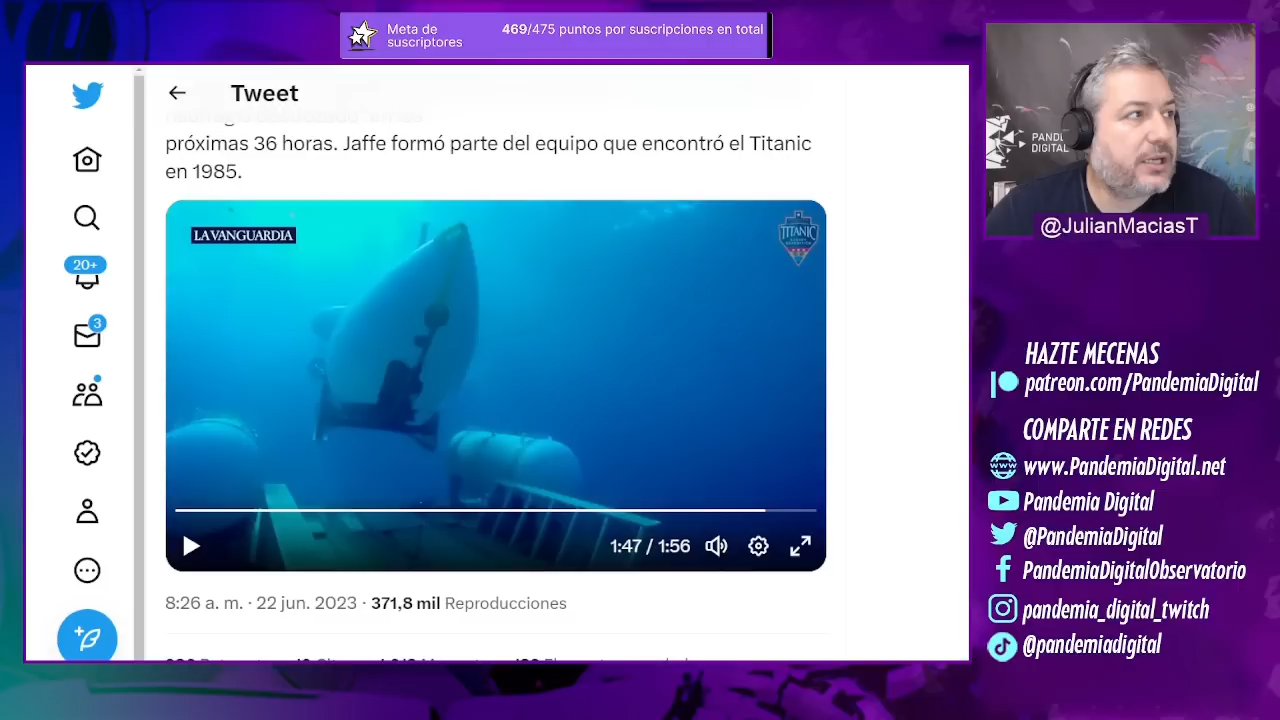 Meta de
suscriptores
469/475 puntos por suscripciones en total
Tweet
próximas 36 horas. Jaffe formó parte del equipo que encontró el Titanic
en 1985.
20+
3
LA VANGUARDIA
TITANIC
1:47 / 1:56
8:26 a. m. · 22 jun. 2023 · 371,8 mil Reproducciones
PANDE
DIGITAL
@JulianMaciasT
HAZTE MECENAS
patreon.com/PandemiaDigital
COMPARTE EN REDES
www
www.PandemiaDigital.net
Pandemia Digital
@PandemiaDigital
PandemiaDigitalObservatorio
pandemia_digital_twitch
@pandemiadigital